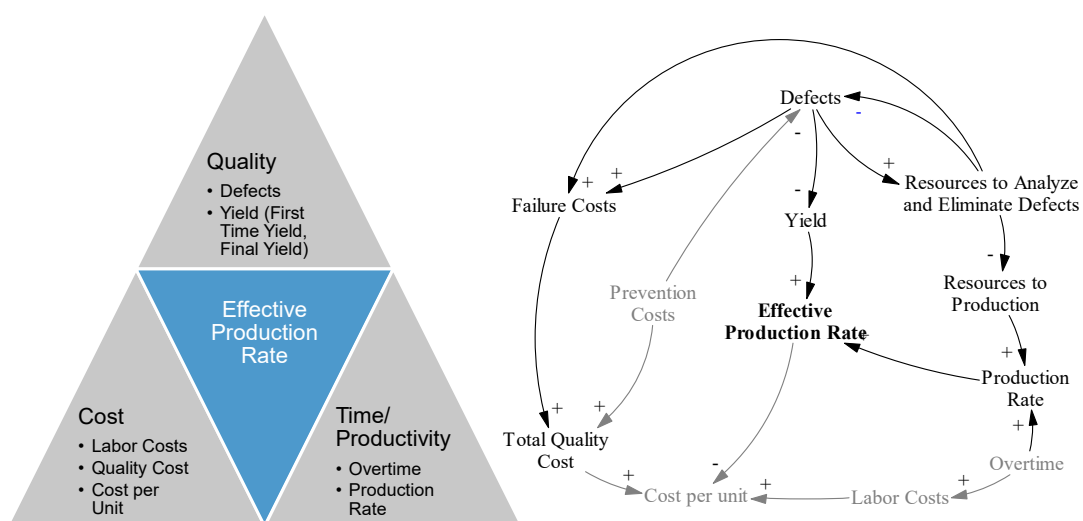 Quality
• Defects
• Yield (First
Time Yield,
Final Yield)
Effective
Production
Rate
Cost
• Labor Costs
• Quality Cost
• Cost per
Unit
Time/
Productivity
• Overtime
• Production
Rate
Defects
-
-
+
+
+
-
Failure Costs
Yield
Resources to Analyze
and Eliminate Defects
-
+
Prevention
Costs
Effective
Production Rate
+
Resources to
Production
+
Production
Rate
+
+
+
Total Quality
Cost
+
-
Cost per unit
+
Labor Costs
+
Overtime